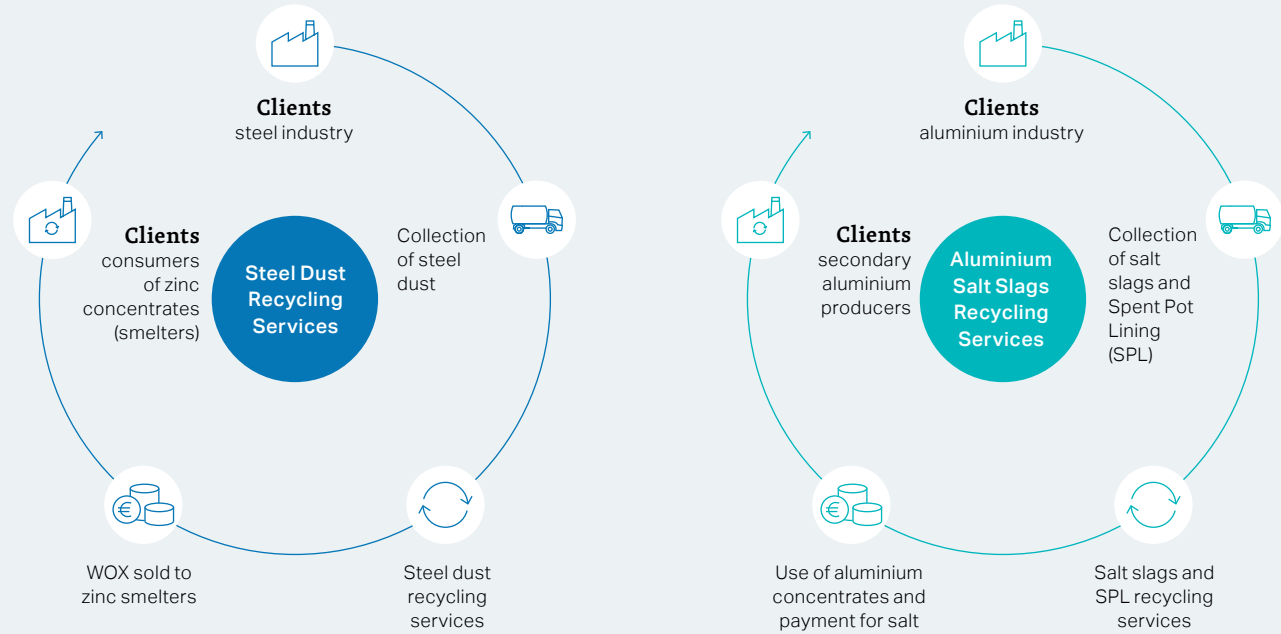 Clients
steel industry
Collection
of steel
dust
Steel dust
recycling
services
WOX sold to
zinc smelters
Clients
consumers
of zinc
concentrates
(smelters)
Steel Dust
Recycling
Services
Clients
aluminium industry
Collection
of salt
slags and
Spent Pot
Lining
(SPL)
Salt slags and
SPL recycling
services
Use of aluminium
concentrates and
payment for salt
Clients
secondary
aluminium
producers
Aluminium
Salt Slags
Recycling
Services
€
€